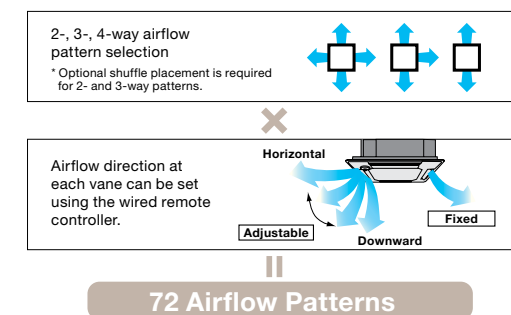 2-, 3-, 4-way airflow
pattern selection
* Optional shuffle placement is required
for 2- and 3-way patterns.
Airflow direction at
each vane can be set
using the wired remote
controller.
Horizontal
Adjustable
Downward
Fixed
72 Airflow Patterns